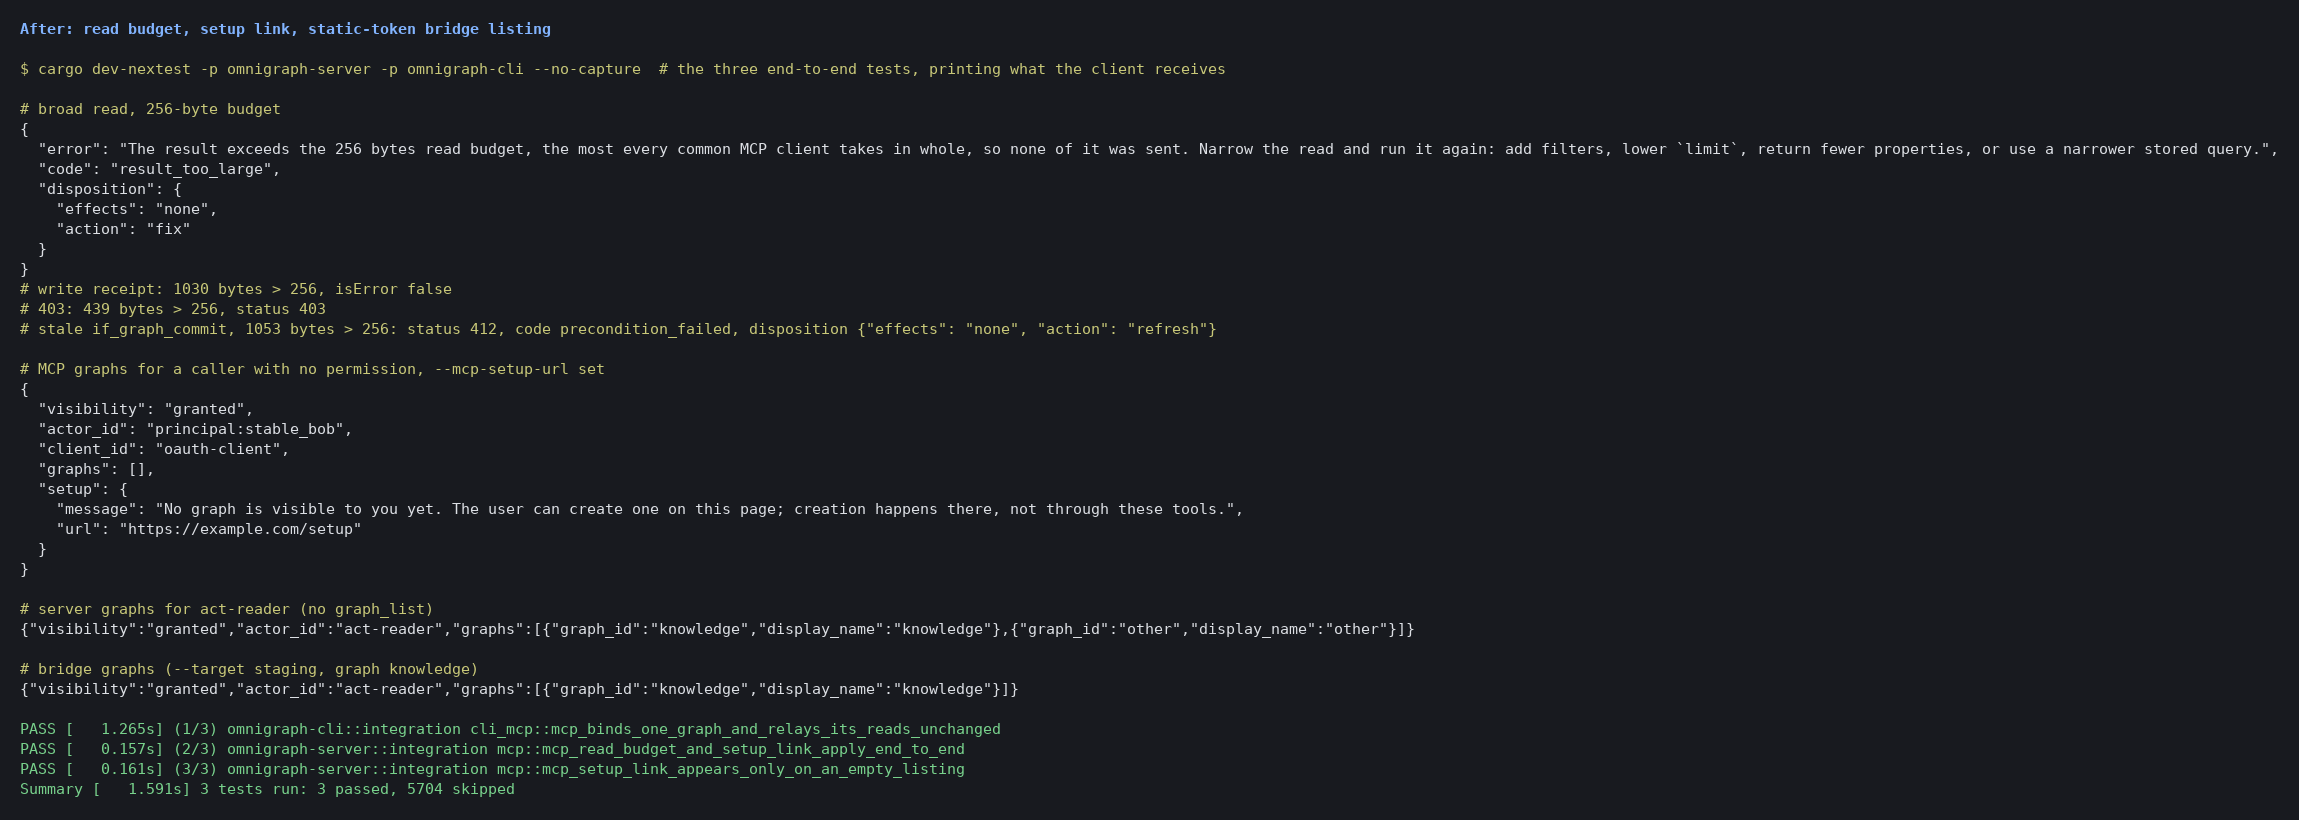 After: read budget, setup link, static-token bridge listing
$ cargo dev-nextest -p omnigraph-server -p omnigraph-cli --no-capture  # the three end-to-end tests, printing what the client receives
# broad read, 256-byte budget
{
  "error": "The result exceeds the 256 bytes read budget, the most every common MCP client takes in whole, so none of it was sent. Narrow the read and run it again: add filters, lower `limit`, return fewer properties, or use a narrower stored query.",
  "code": "result_too_large",
  "disposition": {
    "effects": "none",
    "action": "fix"
  }
}
# write receipt: 1030 bytes > 256, isError false
# 403: 439 bytes > 256, status 403
# stale if_graph_commit, 1053 bytes > 256: status 412, code precondition_failed, disposition {"effects": "none", "action": "refresh"}
# MCP graphs for a caller with no permission, --mcp-setup-url set
{
  "visibility": "granted",
  "actor_id": "principal:stable_bob",
  "client_id": "oauth-client",
  "graphs": [],
  "setup": {
    "message": "No graph is visible to you yet. The user can create one on this page; creation happens there, not through these tools.",
    "url": "https://example.com/setup"
  }
}
# server graphs for act-reader (no graph_list)
{"visibility":"granted","actor_id":"act-reader","graphs":[{"graph_id":"knowledge","display_name":"knowledge"},{"graph_id":"other","display_name":"other"}]}
# bridge graphs (--target staging, graph knowledge)
{"visibility":"granted","actor_id":"act-reader","graphs":[{"graph_id":"knowledge","display_name":"knowledge"}]}
PASS [   1.265s] (1/3) omnigraph-cli::integration cli_mcp::mcp_binds_one_graph_and_relays_its_reads_unchanged
PASS [   0.157s] (2/3) omnigraph-server::integration mcp::mcp_read_budget_and_setup_link_apply_end_to_end
PASS [   0.161s] (3/3) omnigraph-server::integration mcp::mcp_setup_link_appears_only_on_an_empty_listing
Summary [   1.591s] 3 tests run: 3 passed, 5704 skipped